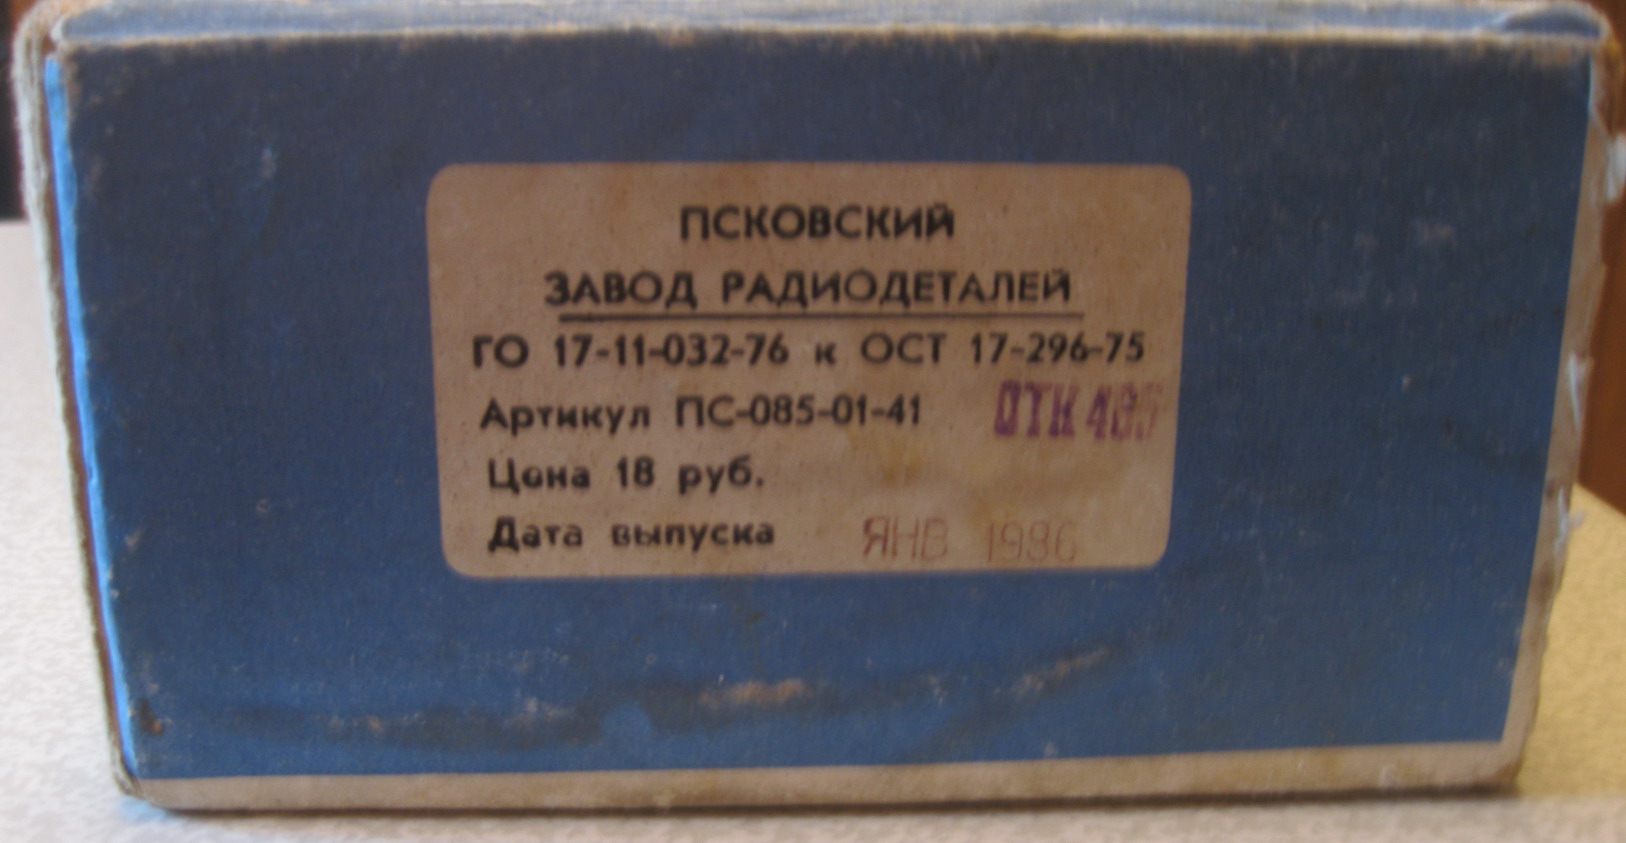 ПСКОВСКИЙ
ЗАВОД РАДИОДЕТАЛЕЙ
ГО 17-11-032-76 к ОСТ 17-296-75
Артикул ПС-085-01-41 ОТК 485
Цена 18 руб.
Дата выпуска ЯНВ 1986